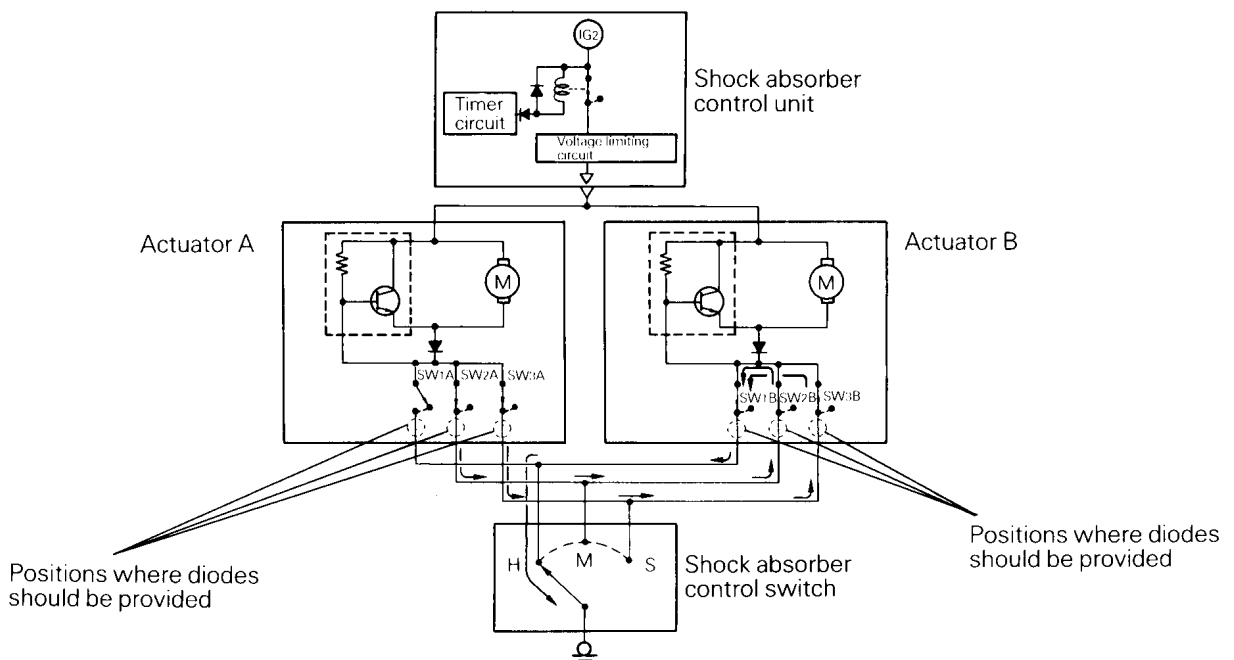 IG2
Shock absorber
control unit
Timer
circuit
Voltage limiting
circuit
Actuator A
Actuator B
M
M
SW1A
SW2A
SW3A
SW1B
SW2B
SW3B
Positions where diodes
should be provided
Positions where diodes
should be provided
H
M
S
Shock absorber
control switch